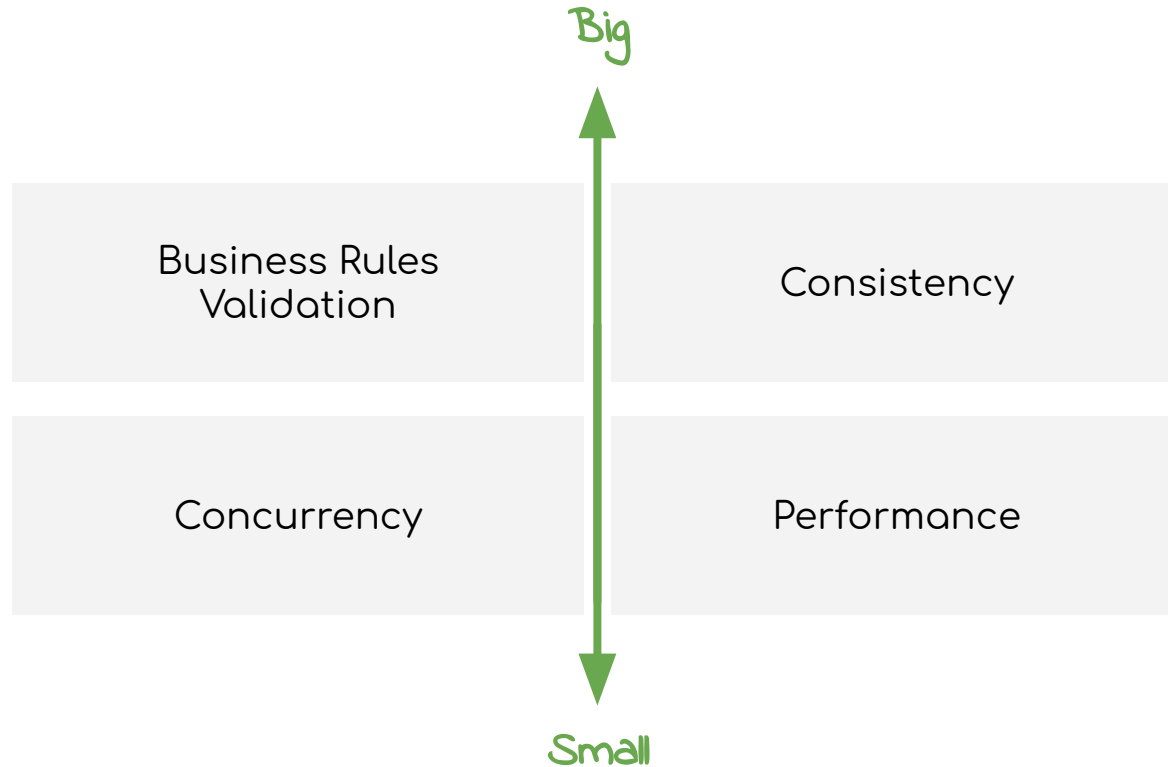 Big
Business Rules
Validation
Consistency
Concurrency
Performance
Small